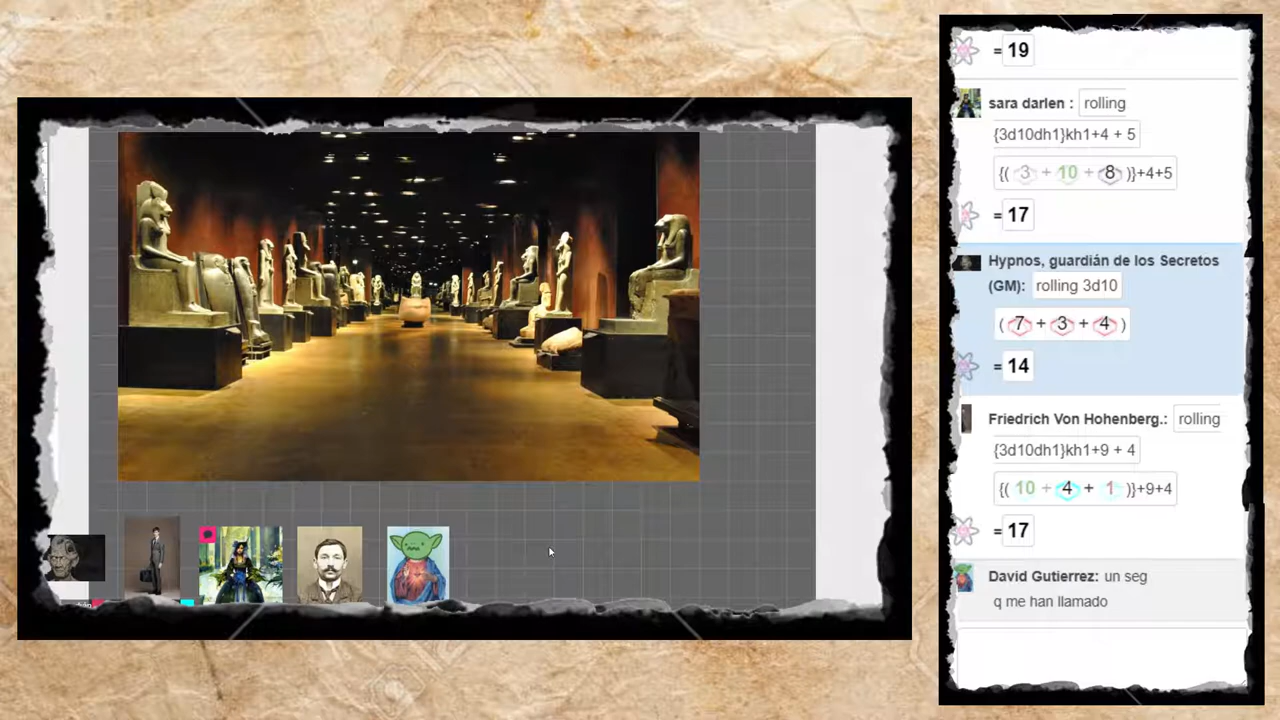 = 19
sara darlen : rolling
{3d10dh1}kh1+4 + 5
{( 3 + 10 + 8 )}+4+5
= 17
Hypnos, guardián de los Secretos
(GM): rolling 3d10
( 7 + 3 + 4 )
= 14
Friedrich Von Hohenberg.: rolling
{3d10dh1}kh1+9 + 4
{( 10 + 4 + 1 )}+9+4
= 17
David Gutierrez: un seg
q me han llamado